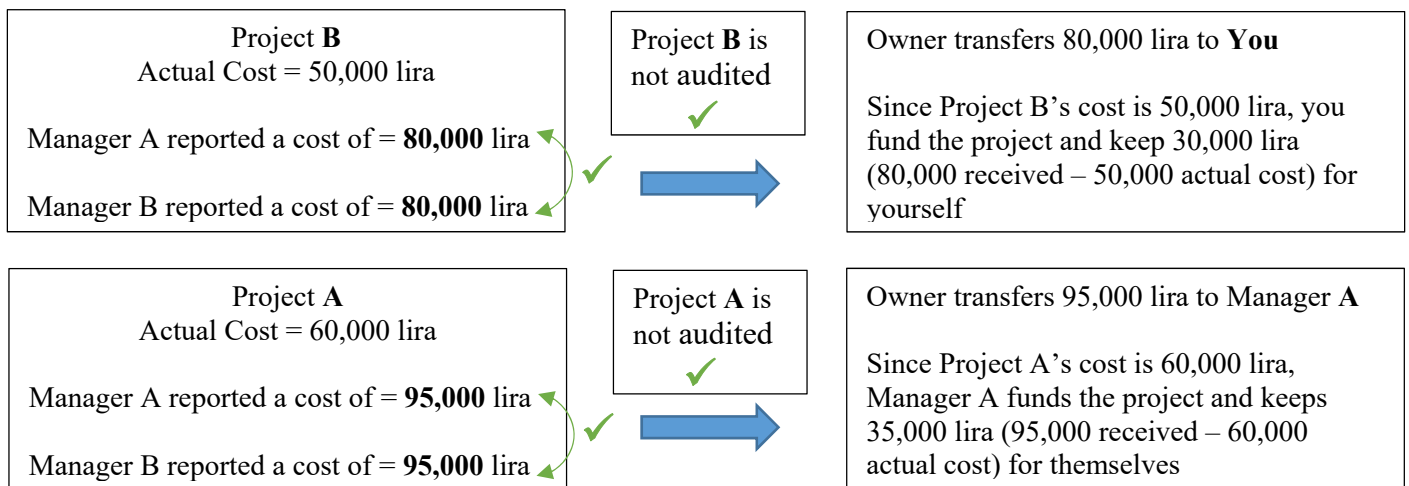 Project B
Actual Cost = 50,000 lira
Manager A reported a cost of = 80,000 lira
Manager B reported a cost of = 80,000 lira
Project B is
not audited
Owner transfers 80,000 lira to You
Since Project B’s cost is 50,000 lira, you
fund the project and keep 30,000 lira
(80,000 received – 50,000 actual cost) for
yourself
Project A
Actual Cost = 60,000 lira
Manager A reported a cost of = 95,000 lira
Manager B reported a cost of = 95,000 lira
Project A is
not audited
Owner transfers 95,000 lira to Manager A
Since Project A’s cost is 60,000 lira,
Manager A funds the project and keeps
35,000 lira (95,000 received – 60,000
actual cost) for themselves